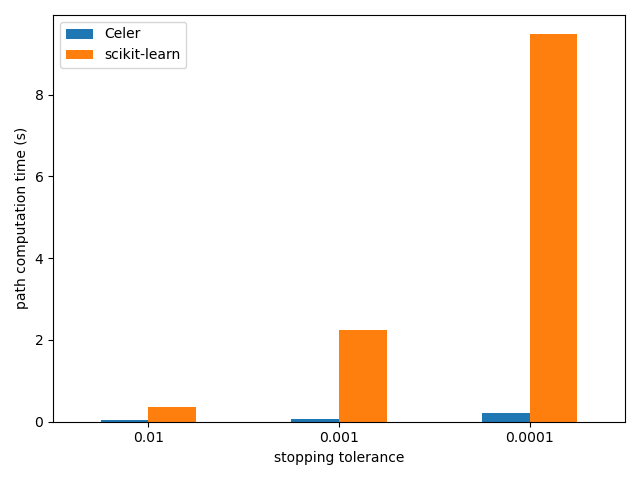 Celer
scikit-learn
path computation time (s)
8
6
4
2
0
0.01
0.001
0.0001
stopping tolerance